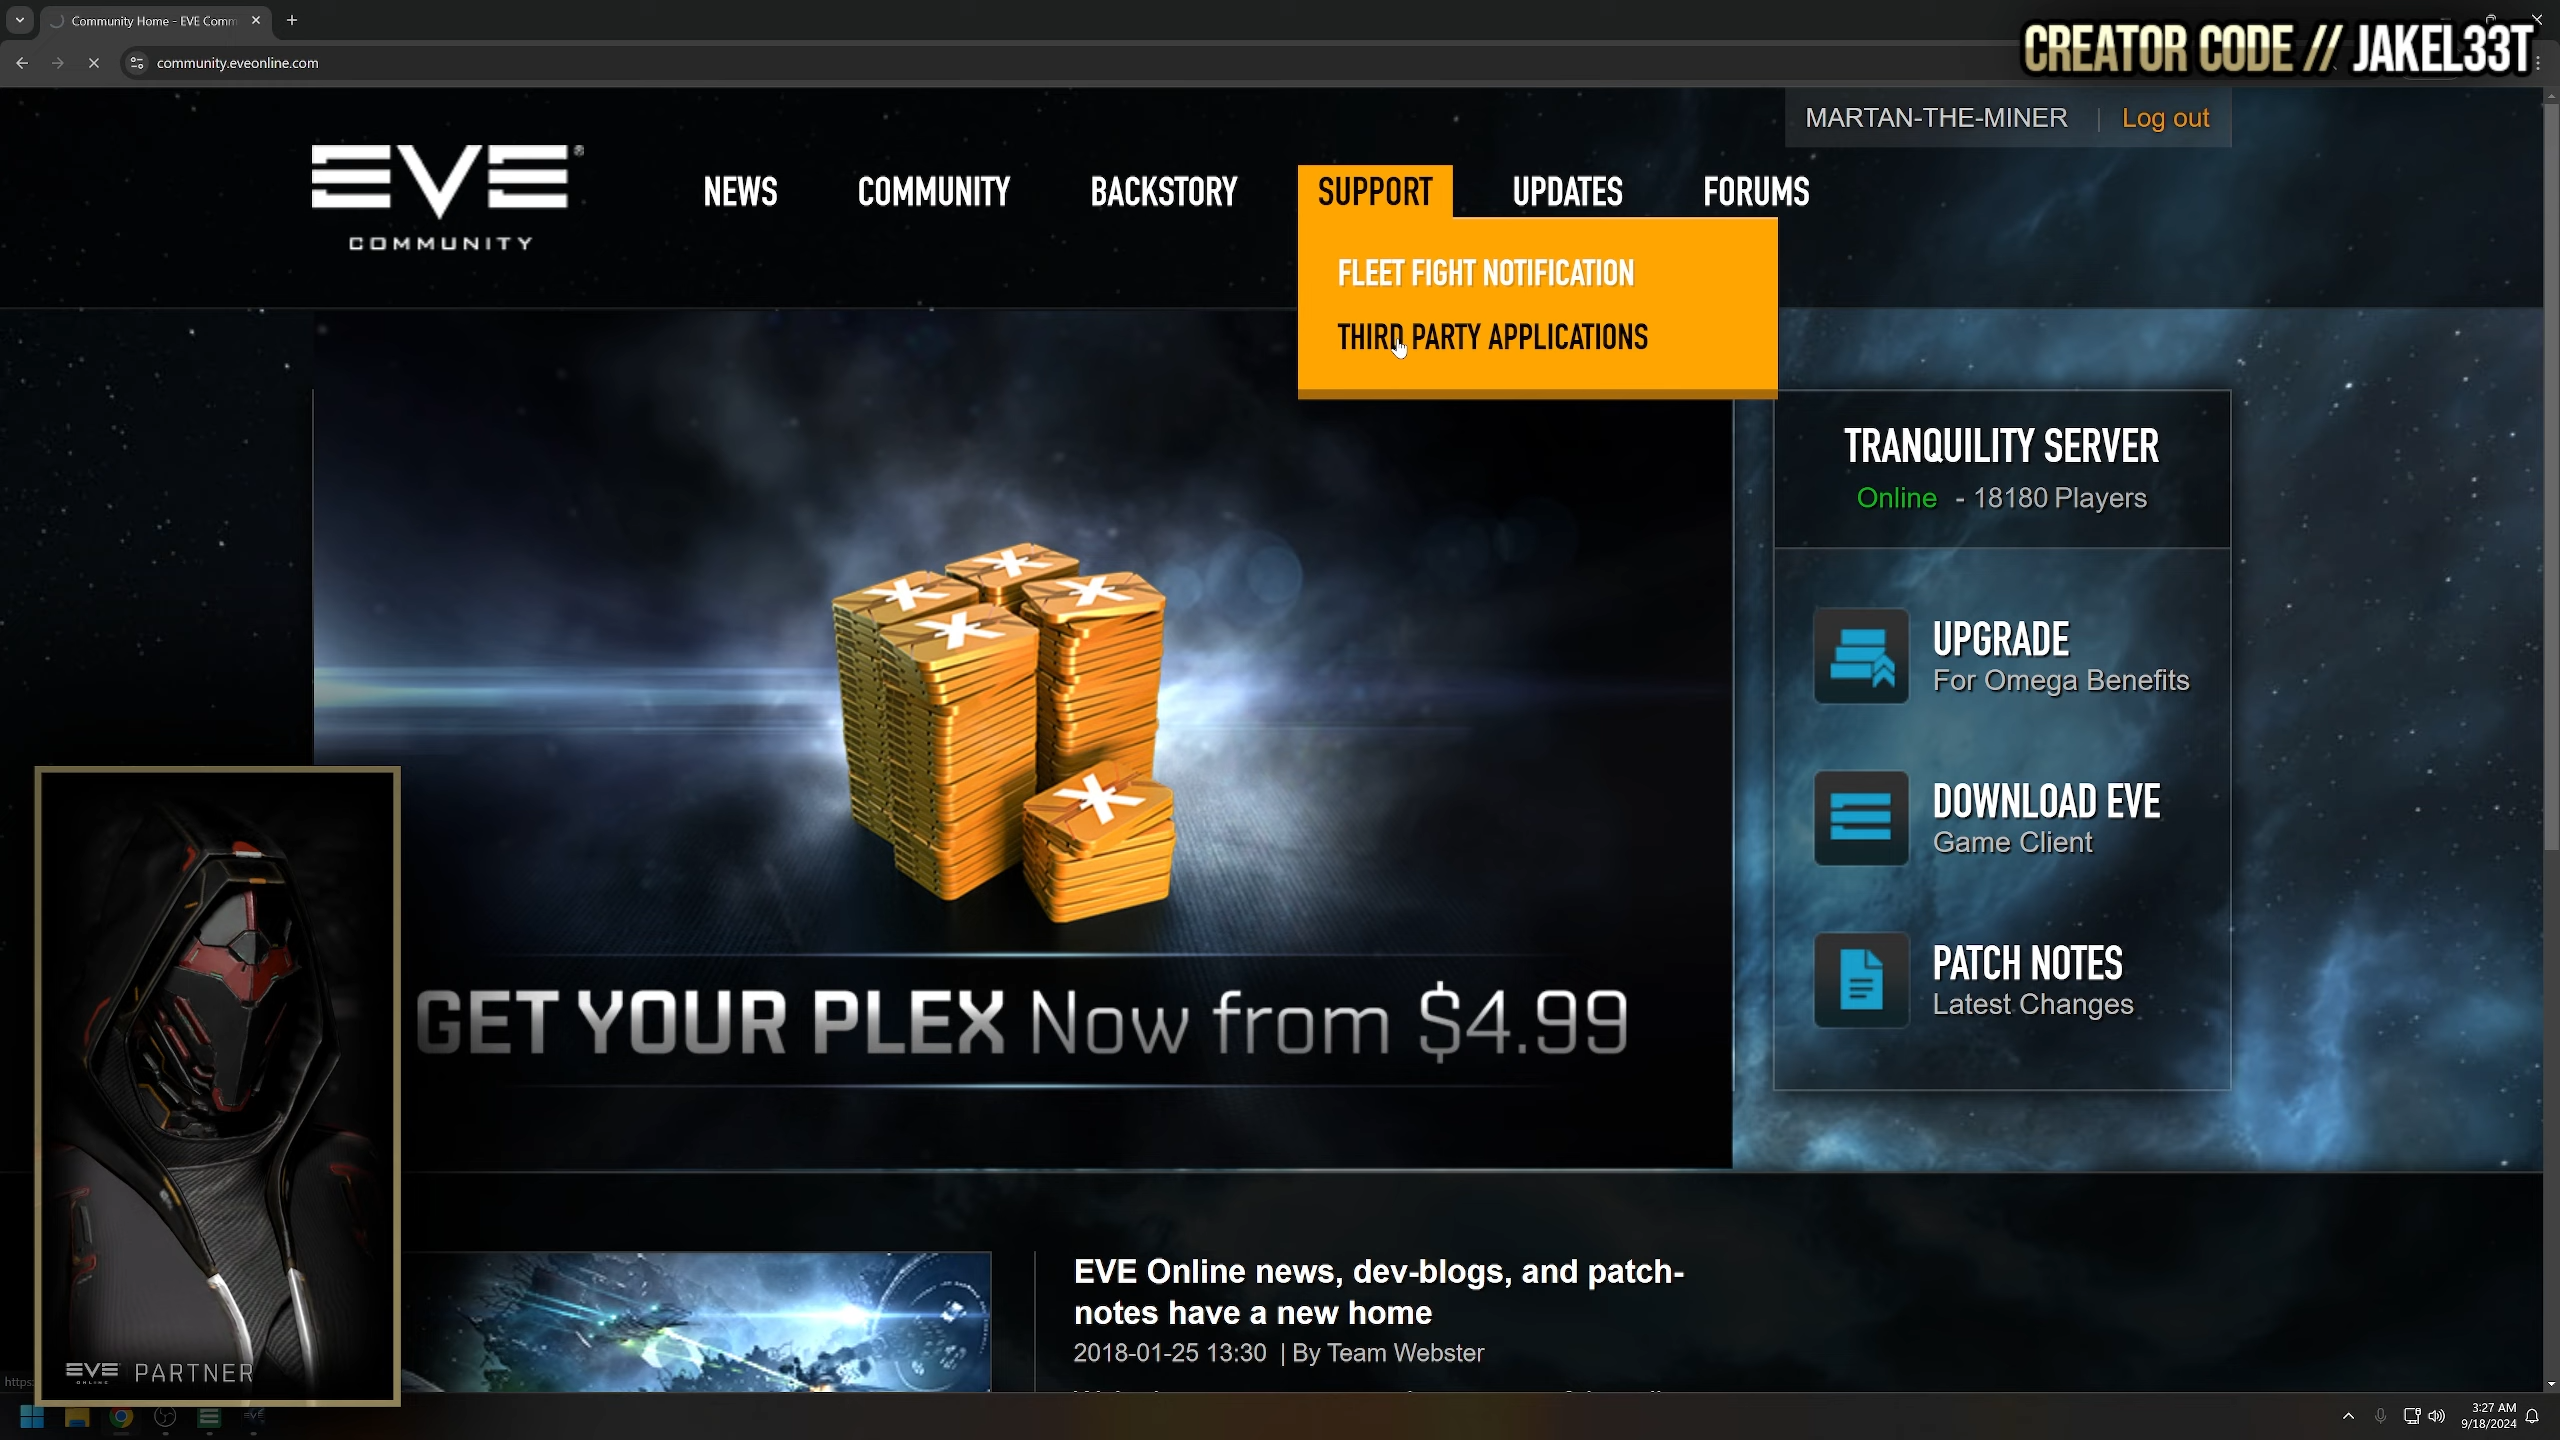 Community Home - EVE Comm
community.eveonline.com
CREATOR CODE // JAKEL33T
MARTAN-THE-MINER | Log out
EVE
COMMUNITY
NEWS
COMMUNITY
BACKSTORY
SUPPORT
UPDATES
FORUMS
FLEET FIGHT NOTIFICATION
THIRD PARTY APPLICATIONS
TRANQUILITY SERVER
Online - 18180 Players
UPGRADE
For Omega Benefits
DOWNLOAD EVE
Game Client
PATCH NOTES
Latest Changes
GET YOUR PLEX Now from $4.99
EVE Online news, dev-blogs, and patch-
notes have a new home
2018-01-25 13:30 | By Team Webster
EVE ONLINE PARTNER
https:
3:27 AM
9/18/2024